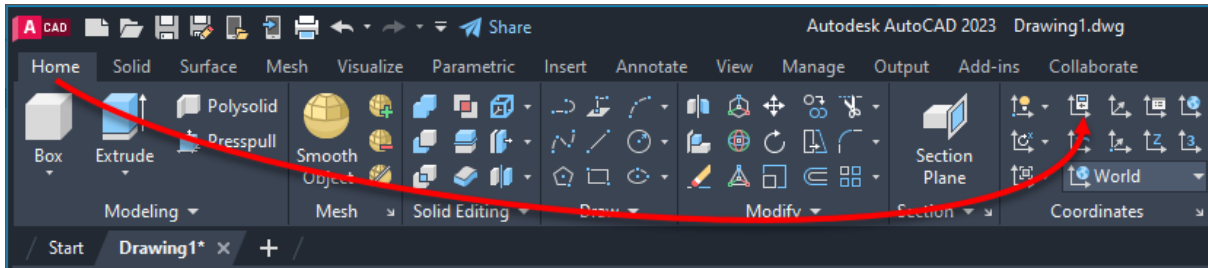 A CAD Share Autodesk AutoCAD 2023 Drawing1.dwg
Home Solid Surface Mesh Visualize Parametric Insert Annotate View Manage Output Add-ins Collaborate
Box
Extrude
Polysolid
Presspull
Smooth
Object
Section
Plane
World
Modeling Mesh Solid Editing Draw Modify Section Coordinates
Start Drawing1*